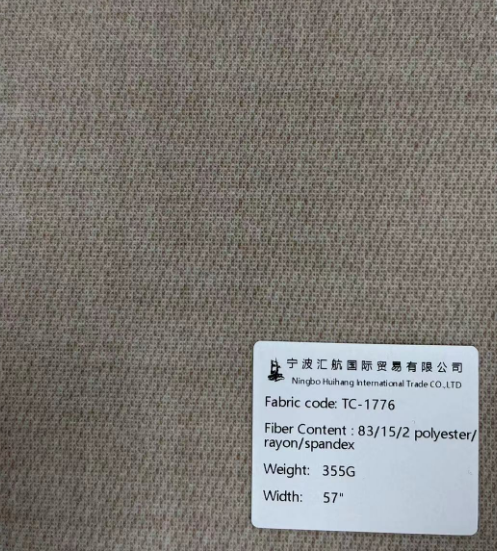 宁波汇航国际贸易有限公司
Ningbo Huihang International Trade CO.,LTD
Fabric code: TC-1776
Fiber Content : 83/15/2 polyester/
rayon/spandex
Weight: 355G
Width: 57"